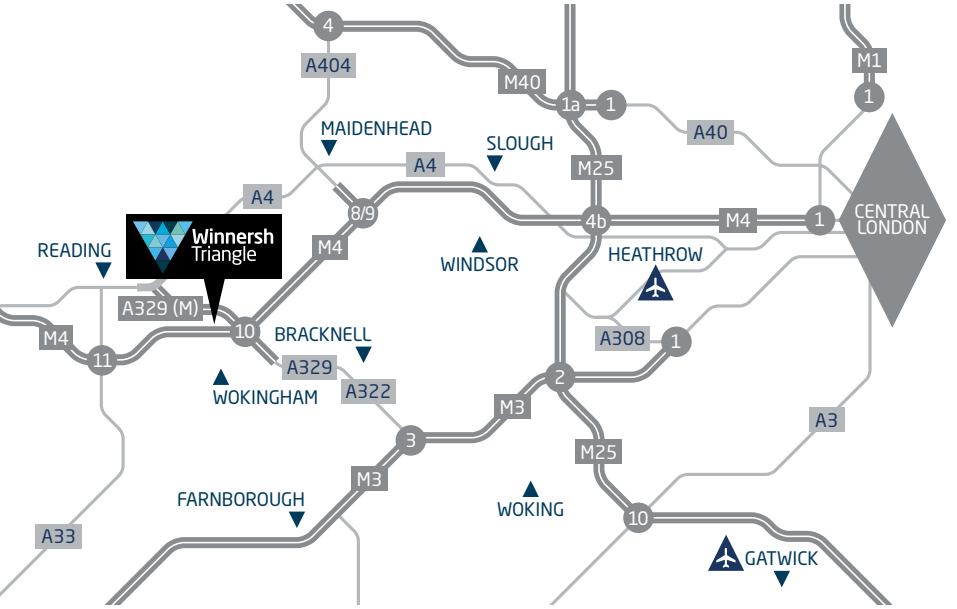 4
M1
A404
M40
1a
1
1
A40
MAIDENHEAD
SLOUGH
A4
M25
A4
8/9
4b
M4
1
CENTRAL
LONDON
Winnersh
Triangle
M4
READING
HEATHROW
WINDSOR
A329 (M)
10
M4
11
BRACKNELL
A308
1
A329
2
A322
WOKINGHAM
M3
A3
3
M25
M3
FARNBOROUGH
WOKING
10
A33
GATWICK